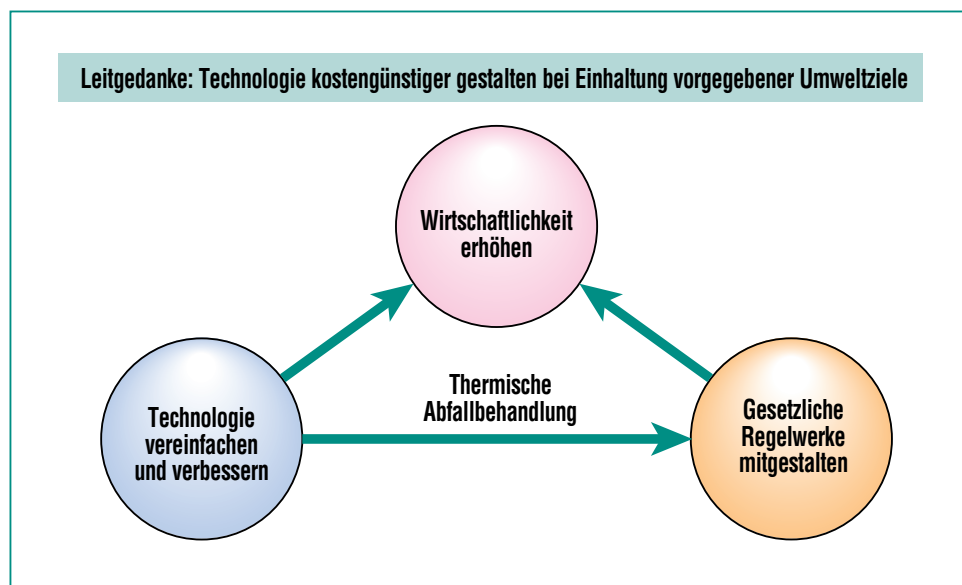 Leitgedanke: Technologie kostengünstiger gestalten bei Einhaltung vorgegebener Umweltziele
Wirtschaftlichkeit
erhöhen
Thermische
Abfallbehandlung
Technologie
vereinfachen
und verbessern
Gesetzliche
Regelwerke
mitgestalten